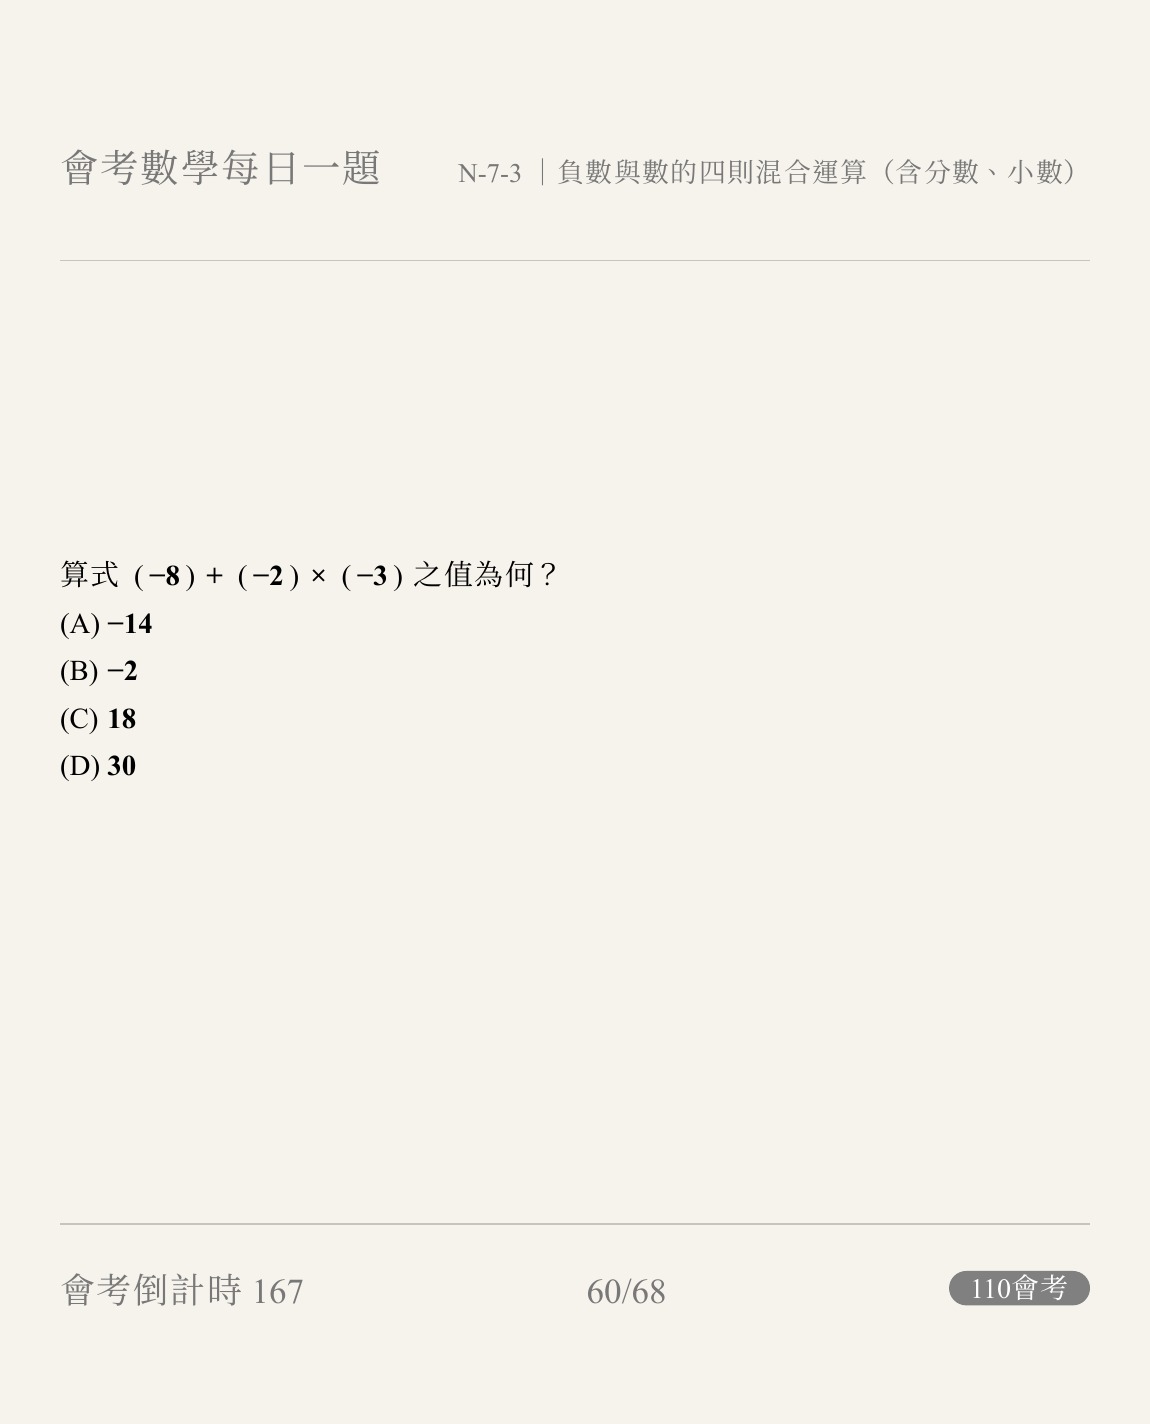 會考數學每日一題
N-7-3｜負數與數的四則混合運算（含分數、小數）
算式 (−8) + (−2) × (−3) 之值為何？
(A) −14
(B) −2
(C) 18
(D) 30
會考倒計時 167
60/68
110會考